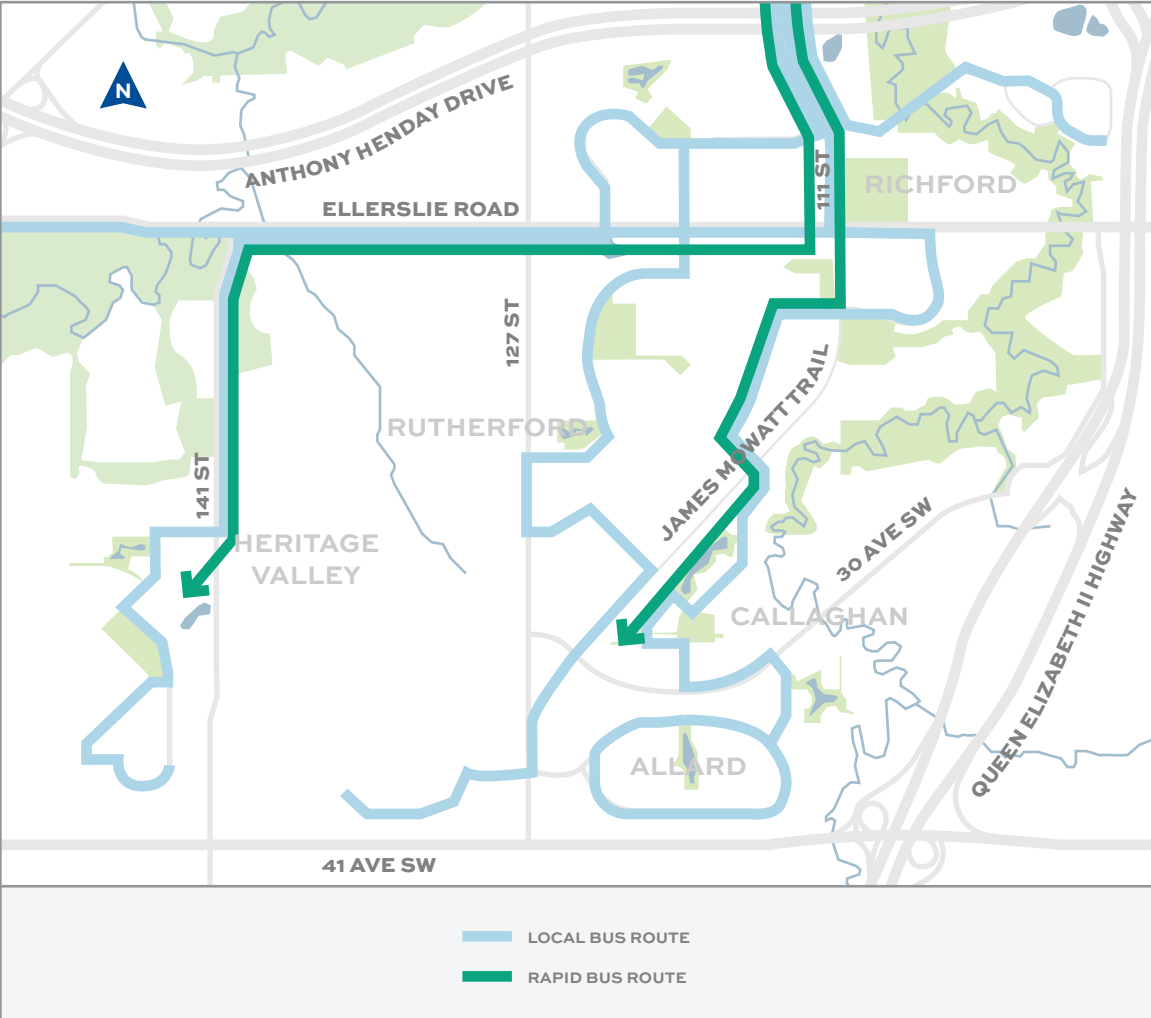 N
ANTHONY HENDAY DRIVE
111 ST
RICHFORD
ELLERSLIE ROAD
127 ST
RUTHERFORD
JAMES MOWATT TRAIL
141 ST
HERITAGE
VALLEY
30 AVE SW
CALLAGHAN
QUEEN ELIZABETH II HIGHWAY
ALLARD
41 AVE SW
LOCAL BUS ROUTE
RAPID BUS ROUTE